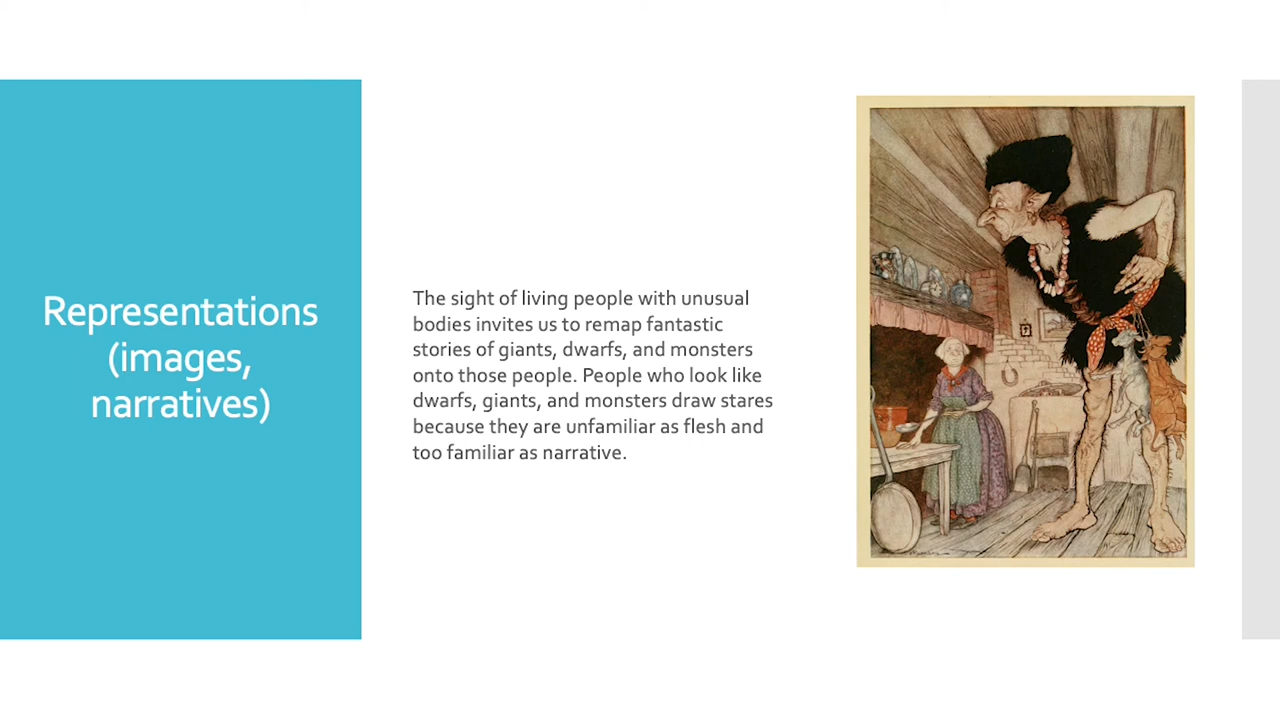 Representations
(images,
narratives)
The sight of living people with unusual
bodies invites us to remap fantastic
stories of giants, dwarfs, and monsters
onto those people. People who look like
dwarfs, giants, and monsters draw stares
because they are unfamiliar as flesh and
too familiar as narrative.